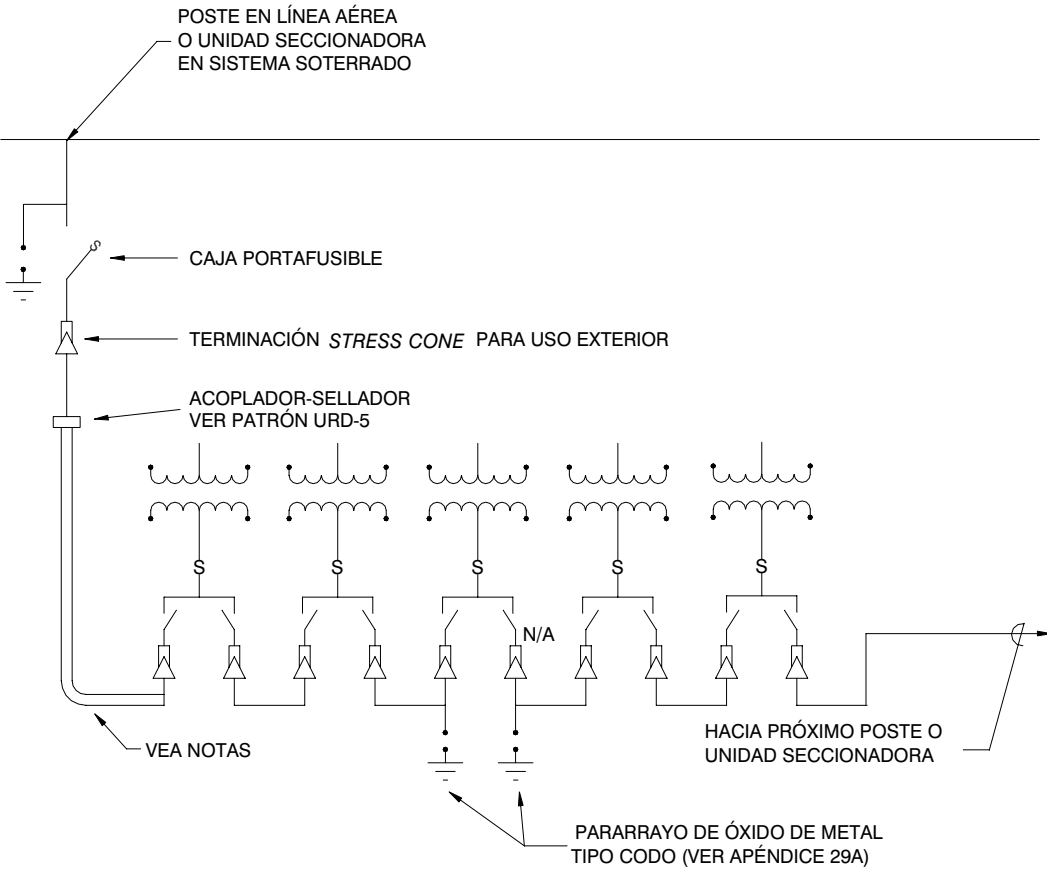 POSTE EN LÍNEA AÉREA
O UNIDAD SECCIONADORA
EN SISTEMA SOTERRADO
S
CAJA PORTAFUSIBLE
TERMINACIÓN STRESS CONE PARA USO EXTERIOR
ACOPLADOR-SELLADOR
VER PATRÓN URD-5
S
S
S
S
S
N/A
VEA NOTAS
HACIA PRÓXIMO POSTE O
UNIDAD SECCIONADORA
PARARRAYO DE ÓXIDO DE METAL
TIPO CODO (VER APÉNDICE 29A)